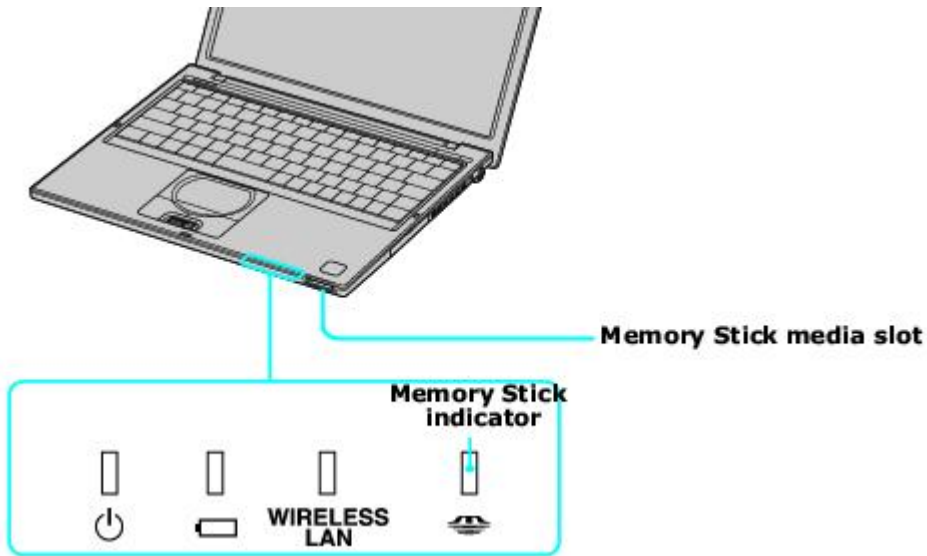 Memory Stick media slot
Memory Stick
indicator
WIRELESS
LAN